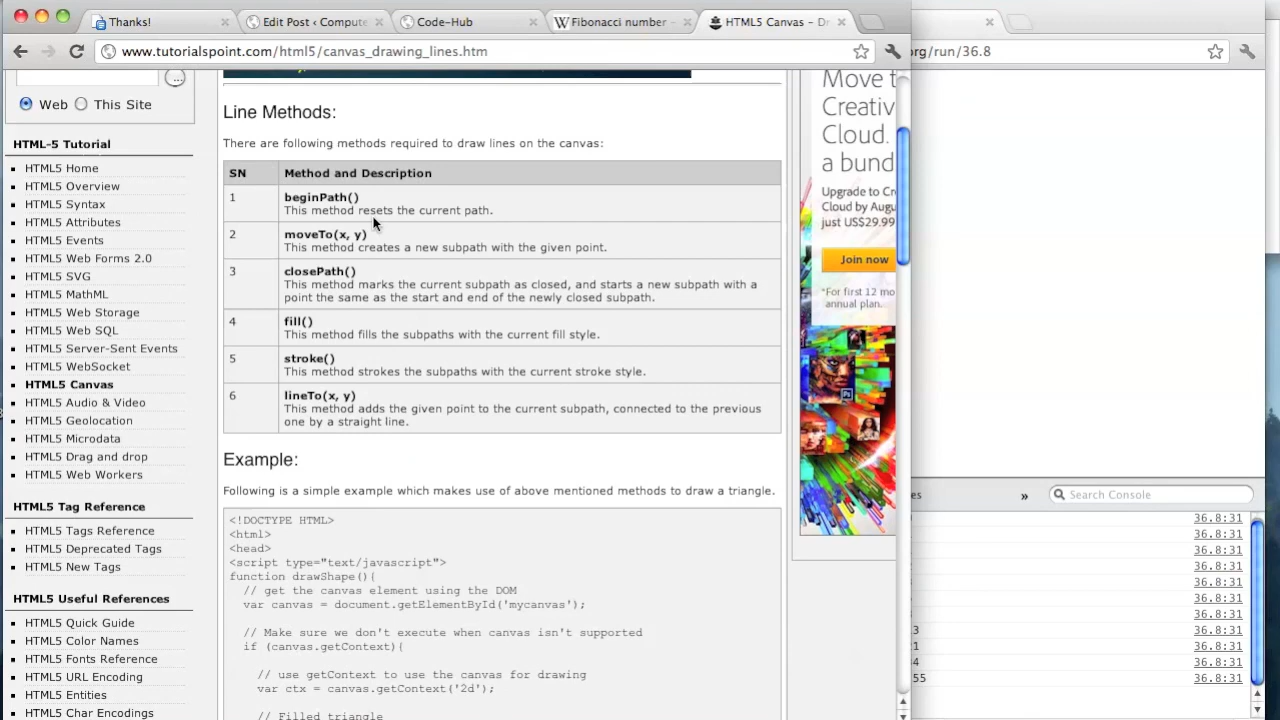 Thanks!
Edit Post ‹ Compute
Code-Hub
Fibonacci number –
HTML5 Canvas – Dr
www.tutorialspoint.com/html5/canvas_drawing_lines.htm
org/run/36.8
Web This Site
HTML-5 Tutorial
HTML5 Home
HTML5 Overview
HTML5 Syntax
HTML5 Attributes
HTML5 Events
HTML5 Web Forms 2.0
HTML5 SVG
HTML5 MathML
HTML5 Web Storage
HTML5 Web SQL
HTML5 Server-Sent Events
HTML5 WebSocket
HTML5 Canvas
HTML5 Audio & Video
HTML5 Geolocation
HTML5 Microdata
HTML5 Drag and drop
HTML5 Web Workers
HTML5 Tag Reference
HTML5 Tags Reference
HTML5 Deprecated Tags
HTML5 New Tags
HTML5 Useful References
HTML5 Quick Guide
HTML5 Color Names
HTML5 Fonts Reference
HTML5 URL Encoding
HTML5 Entities
HTML5 Char Encodings
Line Methods:
There are following methods required to draw lines on the canvas:
SN Method and Description
1 beginPath()
This method resets the current path.
2 moveTo(x, y)
This method creates a new subpath with the given point.
3 closePath()
This method marks the current subpath as closed, and starts a new subpath with a
point the same as the start and end of the newly closed subpath.
4 fill()
This method fills the subpaths with the current fill style.
5 stroke()
This method strokes the subpaths with the current stroke style.
6 lineTo(x, y)
This method adds the given point to the current subpath, connected to the previous
one by a straight line.
Example:
Following is a simple example which makes use of above mentioned methods to draw a triangle.
<!DOCTYPE HTML>
<html>
<head>
<script type="text/javascript">
function drawShape(){
// get the canvas element using the DOM
var canvas = document.getElementById('mycanvas');
// Make sure we don't execute when canvas isn't supported
if (canvas.getContext){
// use getContext to use the canvas for drawing
var ctx = canvas.getContext('2d');
// Filled triangle
Move t
Creativ
Cloud.
a bund
Upgrade to Cr
Cloud by Augu
just US$29.99
Join now
*For first 12 mo
annual plan.
es » Search Console
36.8:31
36.8:31
36.8:31
36.8:31
36.8:31
36.8:31
36.8:31
3 36.8:31
1 36.8:31
4 36.8:31
55 36.8:31